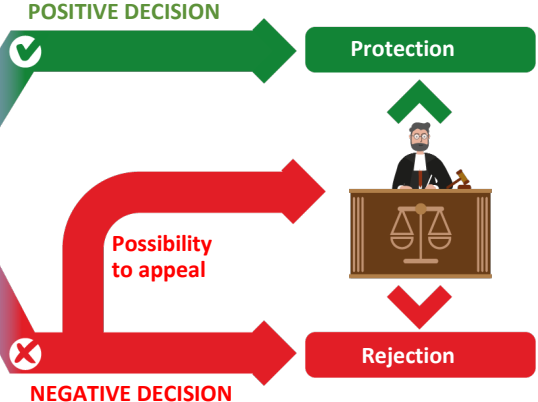 POSITIVE DECISION
Protection
Possibility
to appeal
Rejection
NEGATIVE DECISION